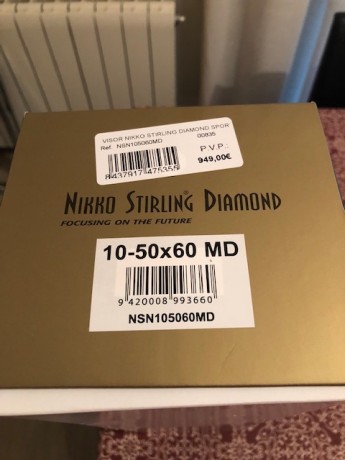 VISOR NIKKO STIRLING DIAMOND SPOR
Ref. NSN105060MD 00835
P.V.P.:
949,00€
8437917475355
NIKKO STIRLING® DIAMOND
FOCUSING ON THE FUTURE
10-50x60 MD
9 420008 993660
NSN105060MD